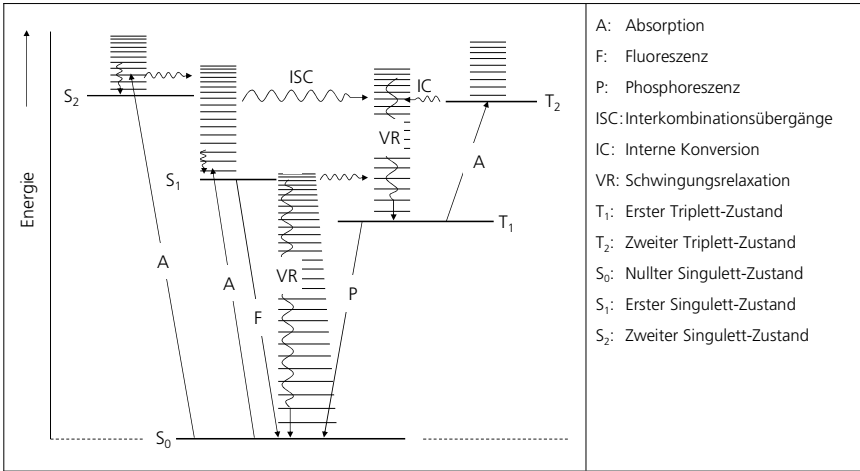 Energie
S₂
S₁
S₀
T₂
T₁
ISC
IC
VR
VR
A
A
A
F
P
A: Absorption
F: Fluoreszenz
P: Phosphoreszenz
ISC: Interkombinationsübergänge
IC: Interne Konversion
VR: Schwingungsrelaxation
T₁: Erster Triplett-Zustand
T₂: Zweiter Triplett-Zustand
S₀: Nullter Singulett-Zustand
S₁: Erster Singulett-Zustand
S₂: Zweiter Singulett-Zustand